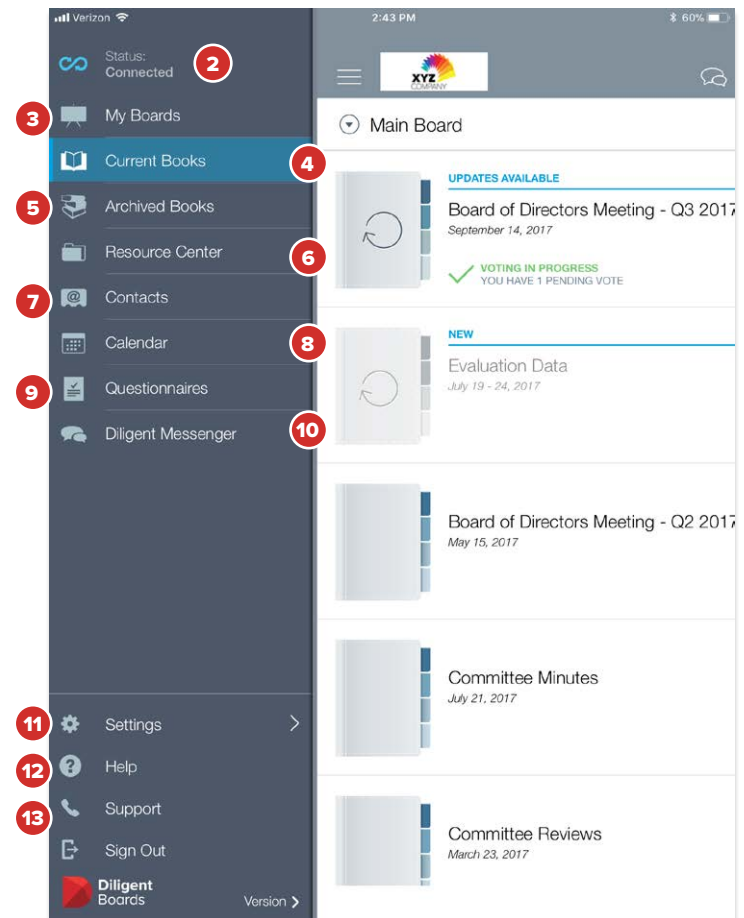 Verizon
2:43 PM
60%
Status:
Connected
2
XYZ
COMPANY
3
My Boards
Main Board
Current Books
4
UPDATES AVAILABLE
5
Archived Books
Board of Directors Meeting - Q3 2017
September 14, 2017
Resource Center
6
VOTING IN PROGRESS
YOU HAVE 1 PENDING VOTE
7
@
Contacts
Calendar
8
NEW
Evaluation Data
July 19 - 24, 2017
9
Questionnaires
Diligent Messenger
10
Board of Directors Meeting - Q2 2017
May 15, 2017
Committee Minutes
July 21, 2017
11
Settings
12
?
Help
13
Support
Committee Reviews
March 23, 2017
Sign Out
Diligent
Boards
Version